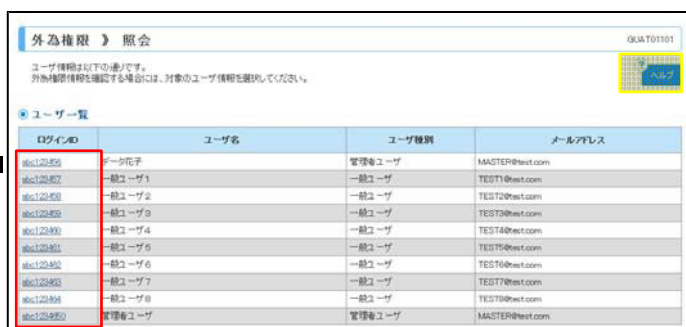 外為権限 》 照会
GUAT01101
ユーザ情報は以下の通りです。
外為権限情報を確認する場合には、対象のユーザ情報を選択してください。
ヘルプ
ユーザ一覧
ログインID ユーザ名 ユーザ種別 メールアドレス
abc123456 データ花子 管理者ユーザ MASTER@test.com
abc123457 一般ユーザ1 一般ユーザ TEST1@test.com
abc123458 一般ユーザ2 一般ユーザ TEST2@test.com
abc123459 一般ユーザ3 一般ユーザ TEST3@test.com
abc123460 一般ユーザ4 一般ユーザ TEST4@test.com
abc123461 一般ユーザ5 一般ユーザ TEST5@test.com
abc123462 一般ユーザ6 一般ユーザ TEST6@test.com
abc123463 一般ユーザ7 一般ユーザ TEST7@test.com
abc123464 一般ユーザ8 一般ユーザ TEST8@test.com
abc1234650 管理者ユーザ 管理者ユーザ MASTER@test.com